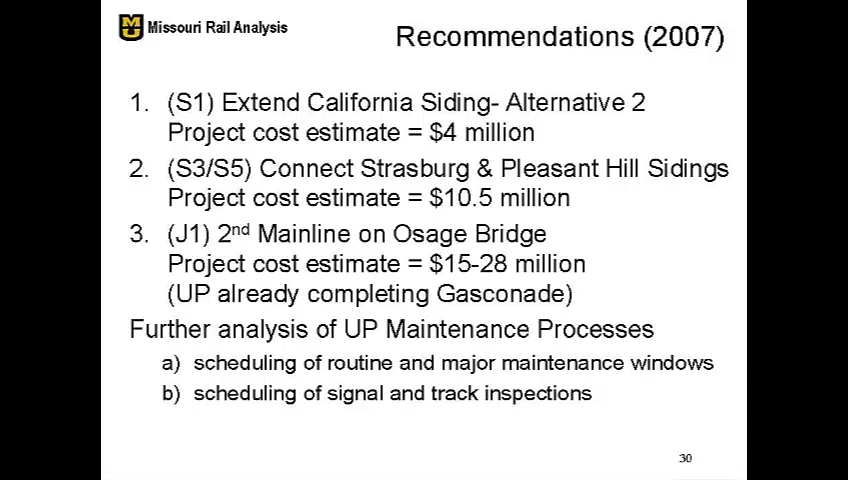 MU Missouri Rail Analysis
Recommendations (2007)
1. (S1) Extend California Siding- Alternative 2
Project cost estimate = $4 million
2. (S3/S5) Connect Strasburg & Pleasant Hill Sidings
Project cost estimate = $10.5 million
3. (J1) 2nd Mainline on Osage Bridge
Project cost estimate = $15-28 million
(UP already completing Gasconade)
Further analysis of UP Maintenance Processes
a) scheduling of routine and major maintenance windows
b) scheduling of signal and track inspections
30